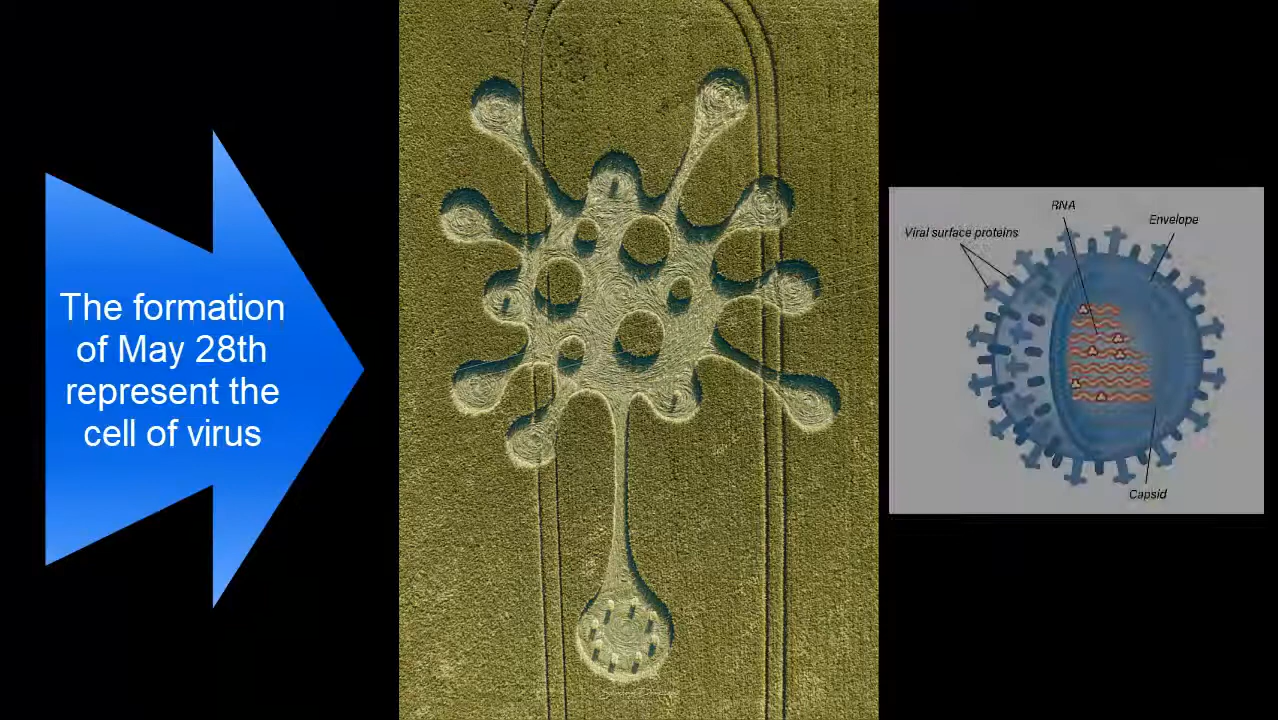 The formation
of May 28th
represent the
cell of virus
RNA
Envelope
Viral surface proteins
Capsid